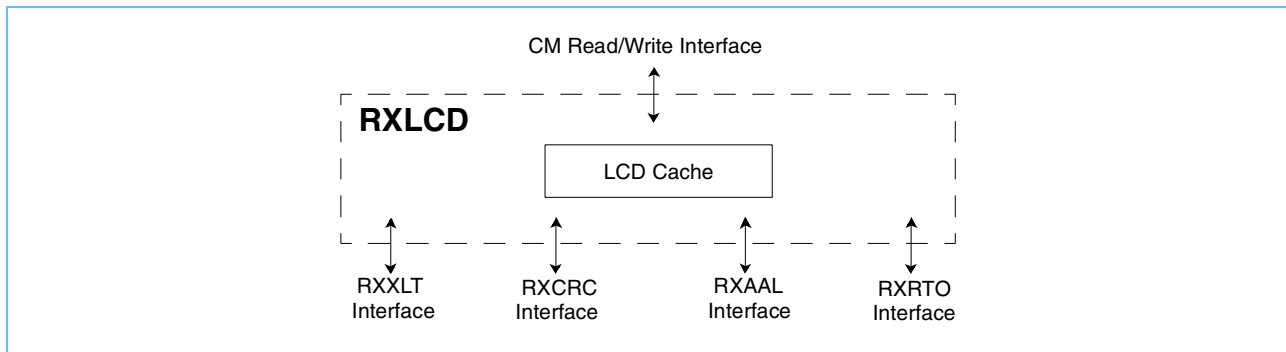 CM Read/Write Interface
RXLCD
LCD Cache
RXXLT
Interface
RXCRC
Interface
RXAAL
Interface
RXRTO
Interface